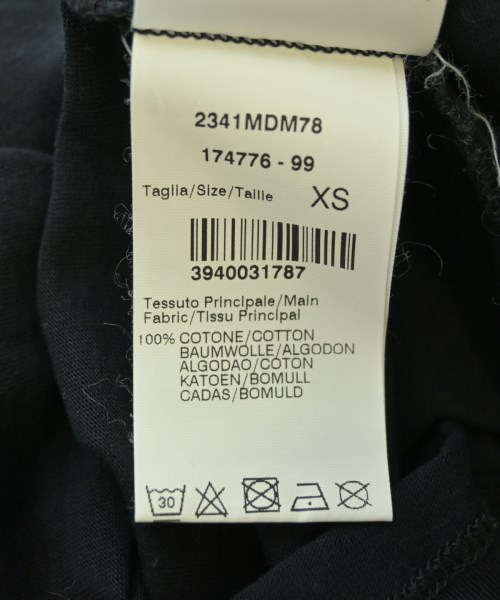 2341MDM78
174776 - 99
Taglia/Size/Taille XS
3940031787
Tessuto Principale/Main
Fabric/Tissu Principal
100% COTONE/COTTON
BAUMWOLLE/ALGODON
ALGODAO/COTON
KATOEN/BOMULL
CADAS/BOMULD
30